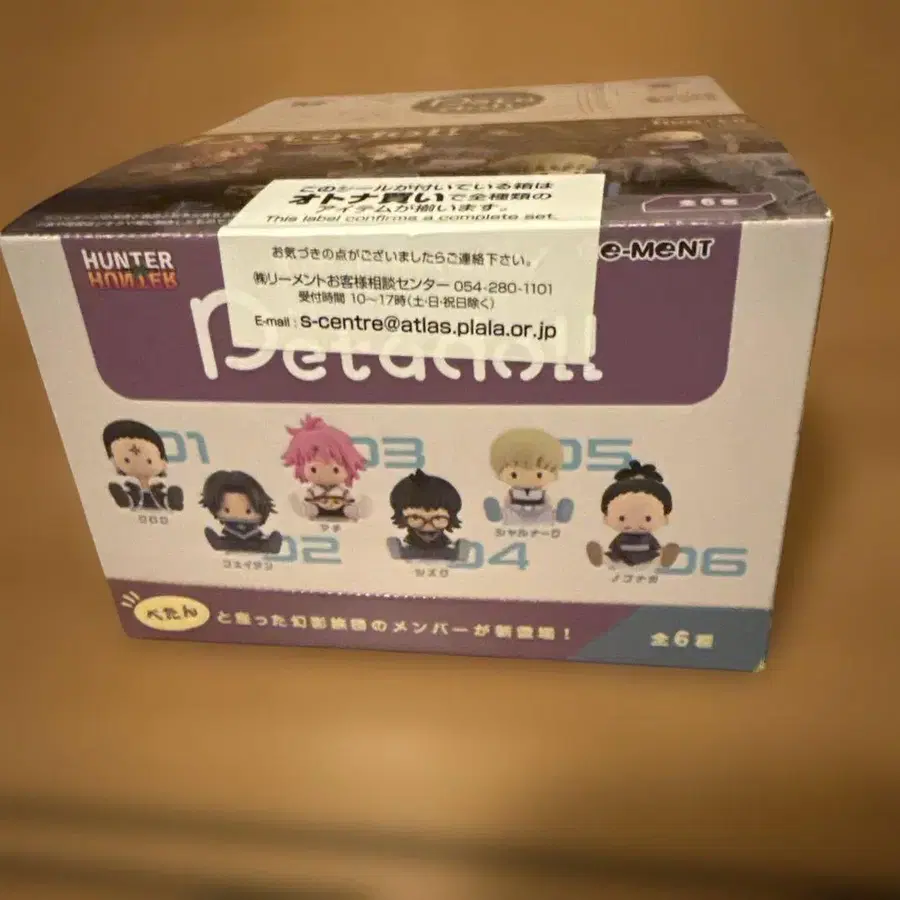 全6種
このシールが付いている箱は
オトナ買いで全種類の
アイテムが揃います。
This label confirms a complete set.
お気づきの点がございましたらご連絡下さい。
㈱リーメントお客様相談センター 054-280-1101
受付時間 10～17時(土・日・祝日除く)
E-mail : s-centre@atlas.plala.or.jp
HUNTER
HUNTER
e-MeNT
Petadoll
01
クロロ
02
フェイタン
03
マチ
04
シズク
05
シャルナーク
06
ノブナガ
ぺたんと座った幻影旅団のメンバーが新登場！
全6種